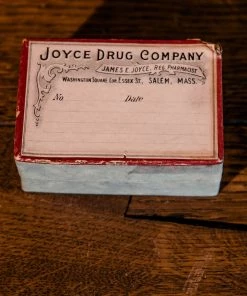 JOYCE DRUG COMPANY
JAMES E. JOYCE, REG. PHARMACIST.
WASHINGTON SQUARE COR. ESSEX ST., SALEM, MASS.
No. Date